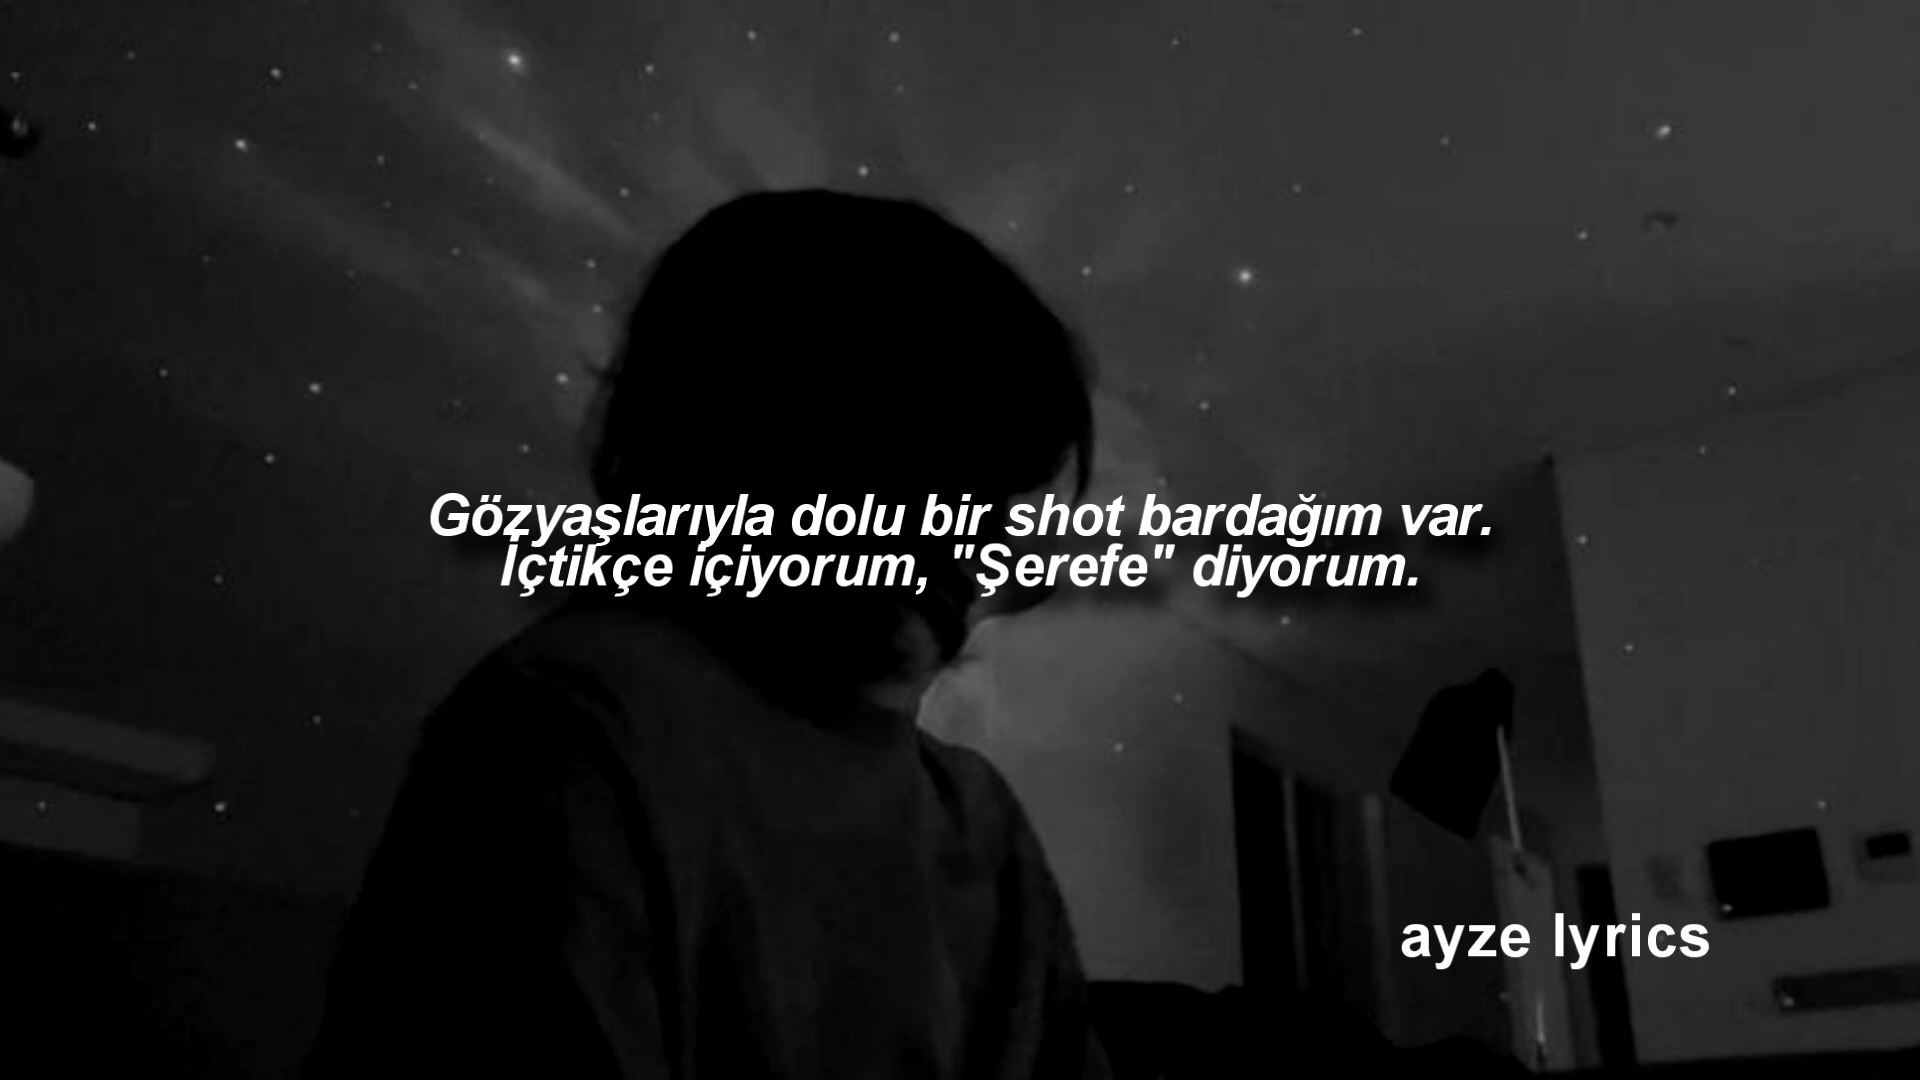 Gözyaşlarıyla dolu bir shot bardağım var.
İçtikçe içiyorum, "Şerefe" diyorum.
ayze lyrics